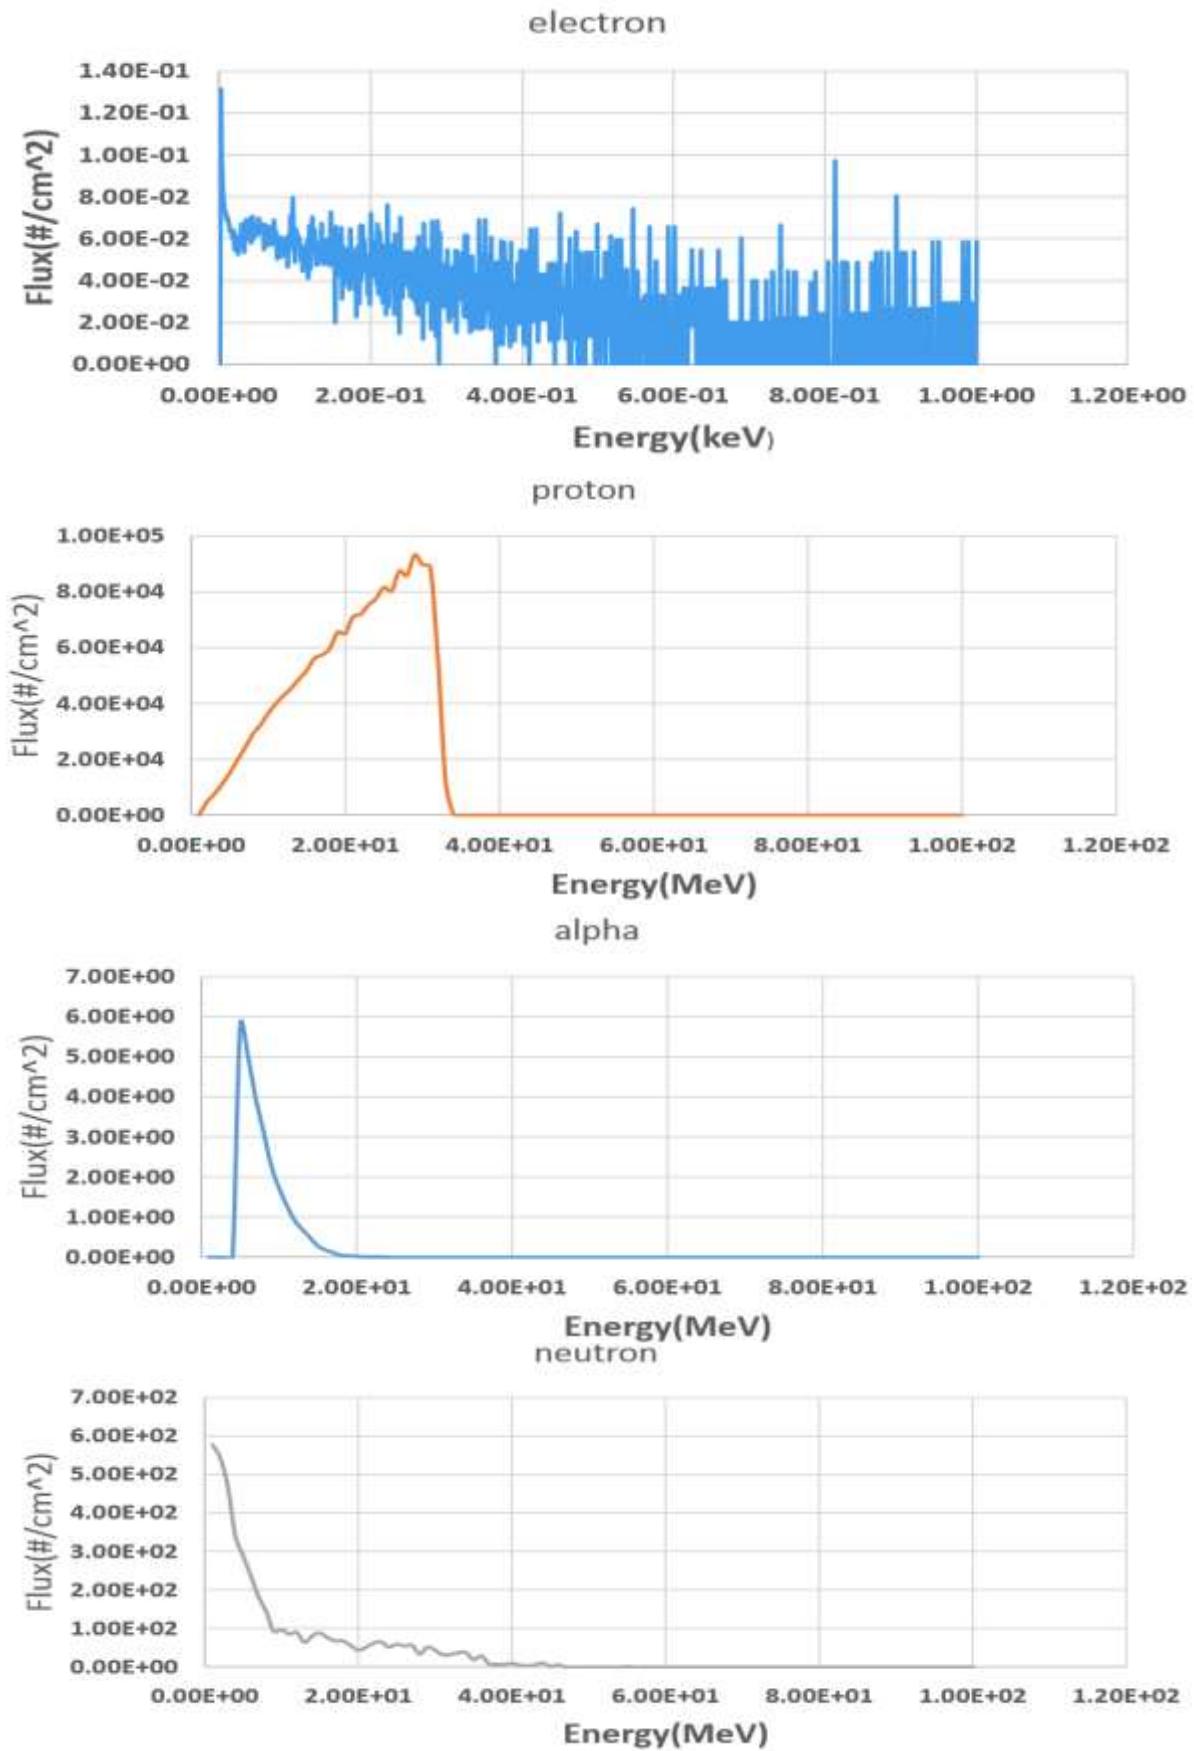 electron
1.40E-01
1.20E-01
1.00E-01
8.00E-02
6.00E-02
4.00E-02
2.00E-02
0.00E+00
Flux(#/cm^2)
0.00E+00 2.00E-01 4.00E-01 6.00E-01 8.00E-01 1.00E+00 1.20E+00
Energy(keV)
proton
1.00E+05
8.00E+04
6.00E+04
4.00E+04
2.00E+04
0.00E+00
Flux(#/cm^2)
0.00E+00 2.00E+01 4.00E+01 6.00E+01 8.00E+01 1.00E+02 1.20E+02
Energy(MeV)
alpha
7.00E+00
6.00E+00
5.00E+00
4.00E+00
3.00E+00
2.00E+00
1.00E+00
0.00E+00
Flux(#/cm^2)
0.00E+00 2.00E+01 4.00E+01 6.00E+01 8.00E+01 1.00E+02 1.20E+02
Energy(MeV)
neutron
7.00E+02
6.00E+02
5.00E+02
4.00E+02
3.00E+02
2.00E+02
1.00E+02
0.00E+00
Flux(#/cm^2)
0.00E+00 2.00E+01 4.00E+01 6.00E+01 8.00E+01 1.00E+02 1.20E+02
Energy(MeV)